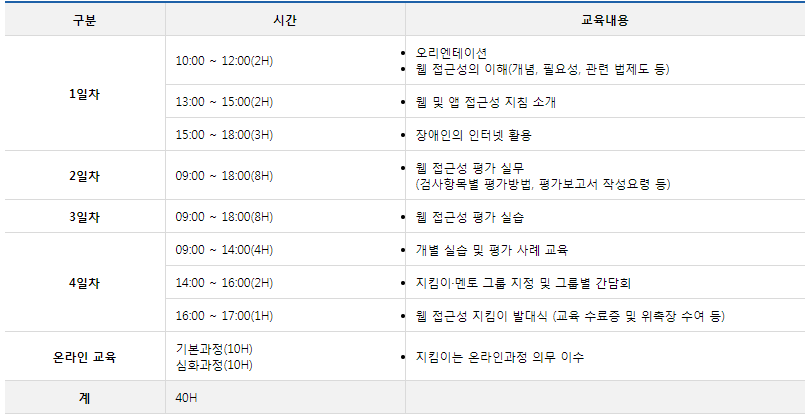 구분 시간 교육내용
1일차
10:00 ~ 12:00(2H)
• 오리엔테이션
• 웹 접근성의 이해(개념, 필요성, 관련 법제도 등)
13:00 ~ 15:00(2H) • 웹 및 앱 접근성 지침 소개
15:00 ~ 18:00(3H) • 장애인의 인터넷 활용
2일차
09:00 ~ 18:00(8H)
• 웹 접근성 평가 실무
(검사항목별 평가방법, 평가보고서 작성요령 등)
3일차 09:00 ~ 18:00(8H) • 웹 접근성 평가 실습
4일차
09:00 ~ 14:00(4H) • 개별 실습 및 평가 사례 교육
14:00 ~ 16:00(2H) • 지킴이·멘토 그룹 지정 및 그룹별 간담회
16:00 ~ 17:00(1H) • 웹 접근성 지킴이 발대식 (교육 수료증 및 위촉장 수여 등)
온라인 교육
기본과정(10H)
심화과정(10H)
• 지킴이는 온라인과정 의무 이수
계 40H